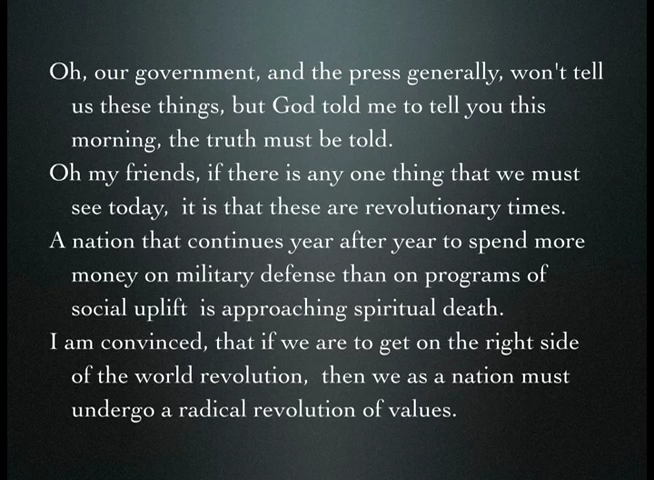 Oh, our government, and the press generally, won't tell
us these things, but God told me to tell you this
morning, the truth must be told.
Oh my friends, if there is any one thing that we must
see today, it is that these are revolutionary times.
A nation that continues year after year to spend more
money on military defense than on programs of
social uplift is approaching spiritual death.
I am convinced, that if we are to get on the right side
of the world revolution, then we as a nation must
undergo a radical revolution of values.